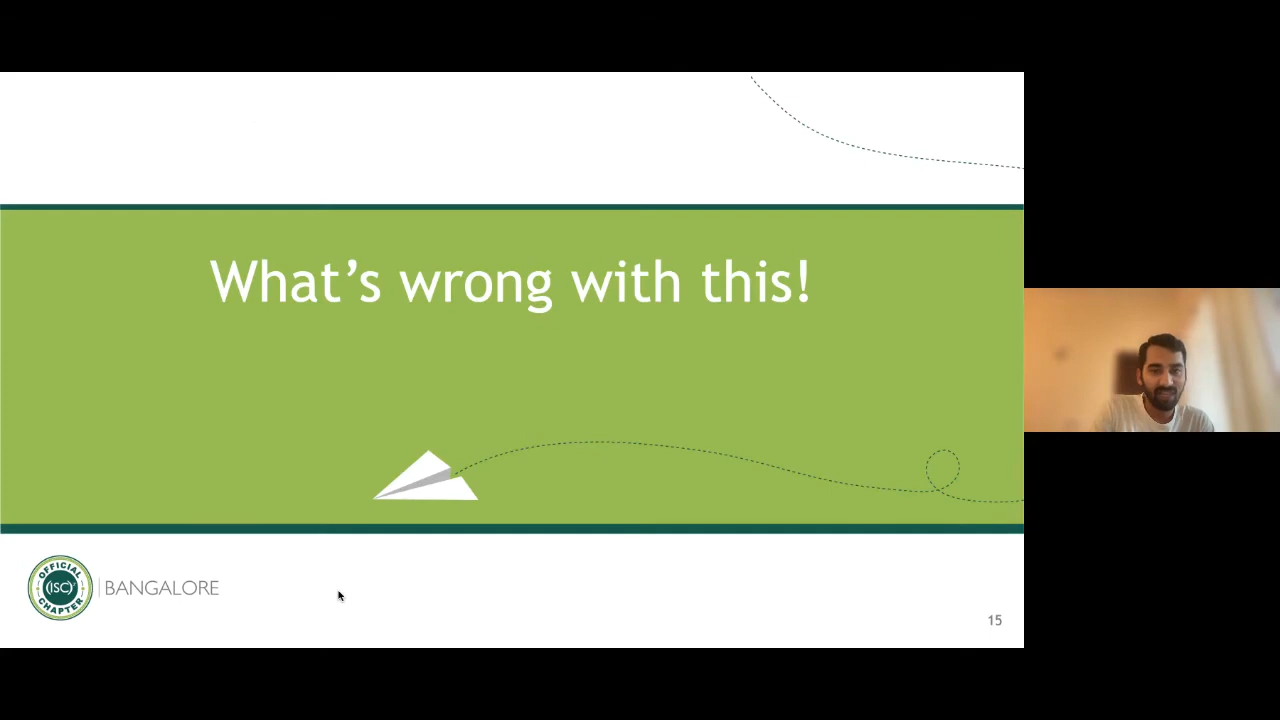 What's wrong with this!
OFFICIAL
(ISC)²
CHAPTER
BANGALORE
15